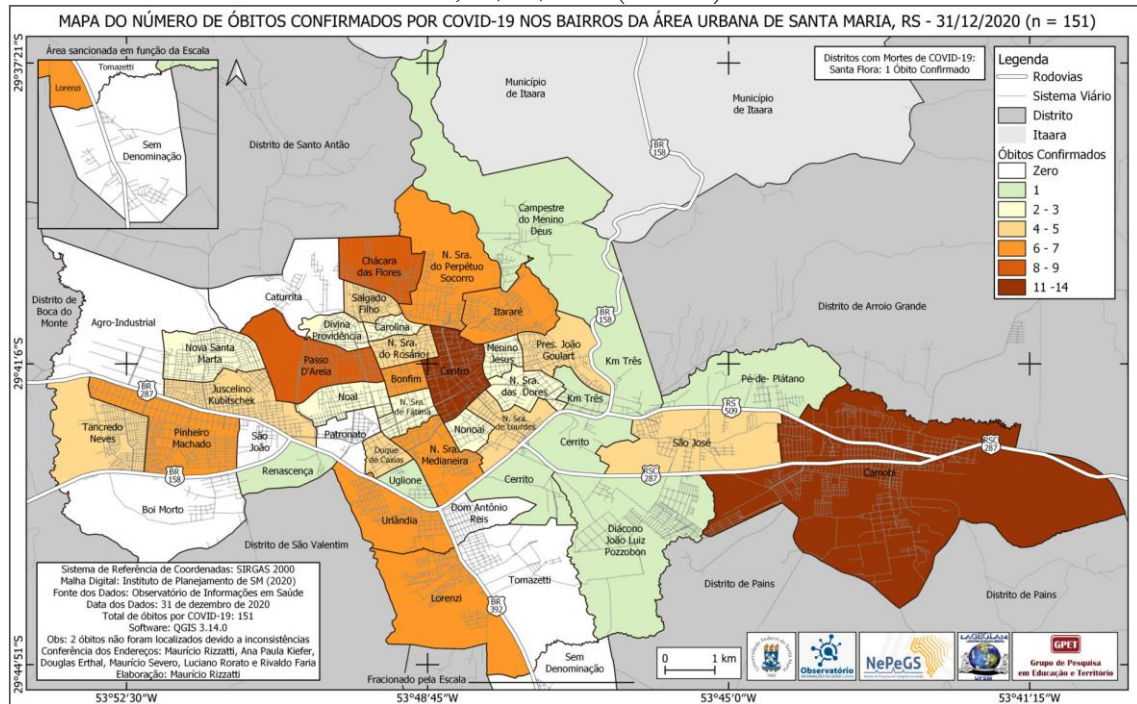 MAPA DO NÚMERO DE ÓBITOS CONFIRMADOS POR COVID-19 NOS BAIRROS DA ÁREA URBANA DE SANTA MARIA, RS - 31/12/2020 (n = 151)
Área sancionada em função da Escala
Tomazetti
Lorenzi
Sem
Denominação
29°37'21"S
29°41'6"S
29°44'51"S
53°52'30"W
53°48'45"W
53°45'0"W
53°41'15"W
Distritos com Mortes de COVID-19:
Santa Flora: 1 Óbito Confirmado
Legenda
Rodovias
Sistema Viário
Distrito
Itaara
Óbitos Confirmados
Zero
1
2 - 3
4 - 5
6 - 7
8 - 9
11 -14
Município
de Itaara
Município
de Itaara
BR
158
Distrito de Santo Antão
Campestre
do Menino
Deus
Chácara
das Flores
N. Sra.
do Perpétuo
Socorro
Caturrita
Salgado
Filho
Itararé
BR
158
Distrito de Arroio Grande
Distrito de
Boca do
Monte
Agro-Industrial
Divina
Providência
Carolina
Nova Santa
Marta
Passo
D'Areia
N. Sra.
do Rosário
Centro
Menino
Jesus
Pres. João
Goulart
Km Três
Pé-de- Plátano
BR
287
Juscelino
Kubitschek
Bonfim
N. Sra.
das Dores
Km Três
Noal
N. Sra.
de Fátima
RS
509
Tancredo
Neves
Pinheiro
Machado
São
João
Patronato
Nonoai
N. Sra.
de Lourdes
Cerrito
São José
RSC
287
Camobi
Duque
de Caxias
N. Sra.
Medianeira
BR
158
Renascença
Uglione
Cerrito
RSC
287
Boi Morto
Urlândia
Dom Antônio
Reis
Diácono
João Luiz
Pozzobon
Distrito de São Valentim
Tomazetti
Lorenzi
Distrito de Pains
Distrito de Pains
BR
392
Sem
Denominação
Fracionado pela Escala
Sistema de Referência de Coordenadas: SIRGAS 2000
Malha Digital: Instituto de Planejamento de SM (2020)
Fonte dos Dados: Observatório de Informações em Saúde
Data dos Dados: 31 de dezembro de 2020
Total de óbitos por COVID-19: 151
Software: QGIS 3.14.0
Obs: 2 óbitos não foram localizados devido a inconsistências
Conferência dos Endereços: Maurício Rizzatti, Ana Paula Kiefer,
Douglas Erthal, Maurício Severo, Luciano Rorato e Rivaldo Faria
Elaboração: Maurício Rizzatti
0 1 km
Observatório
NePeGS
LAGEOLAM
UFSM
GPET
Grupo de Pesquisa
em Educação e Território